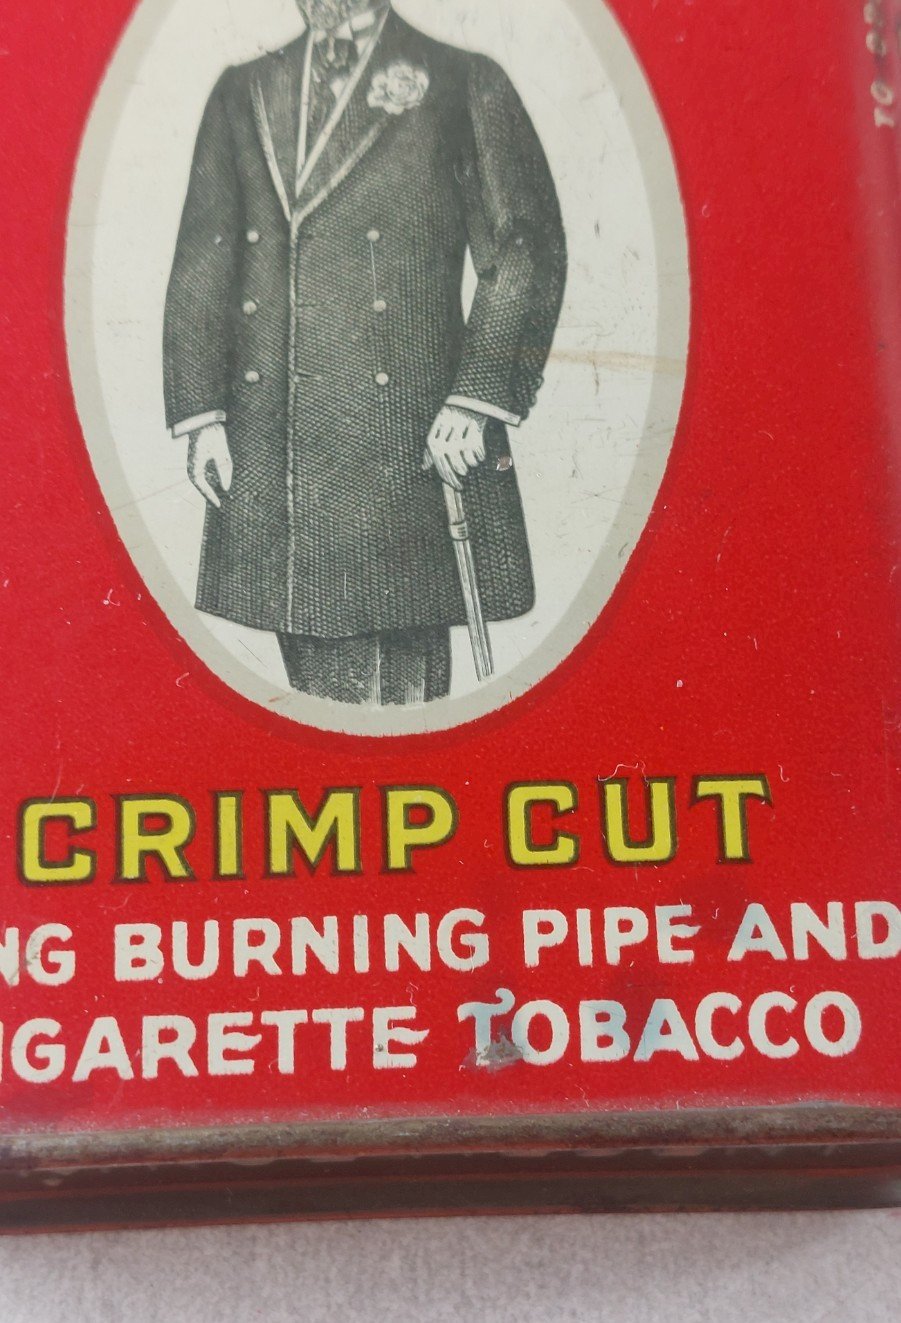 CRIMP CUT
NG BURNING PIPE AND
IGARETTE TOBACCO